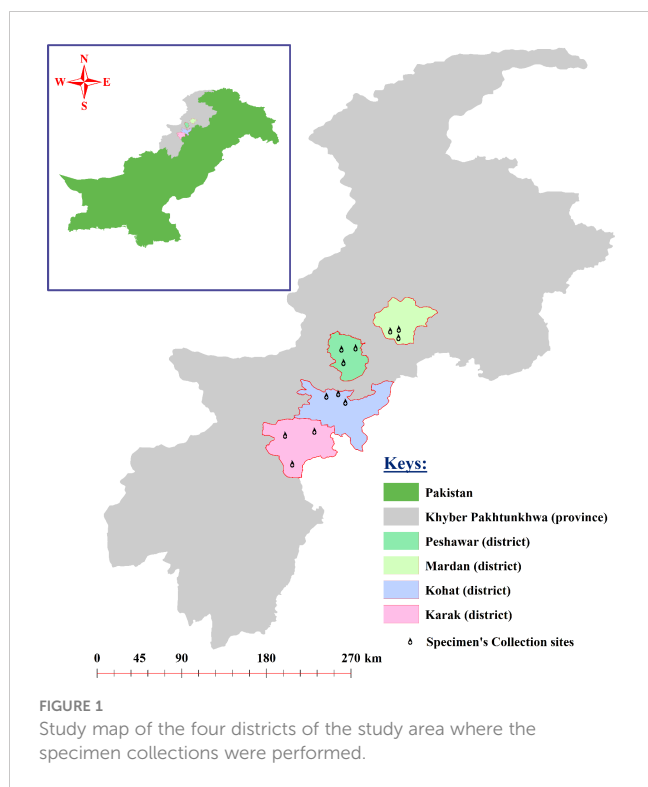 N
W E
S
Keys:
Pakistan
Khyber Pakhtunkhwa (province)
Peshawar (district)
Mardan (district)
Kohat (district)
Karak (district)
Specimen's Collection sites
0 45 90 180 270 km
FIGURE 1
Study map of the four districts of the study area where the
specimen collections were performed.